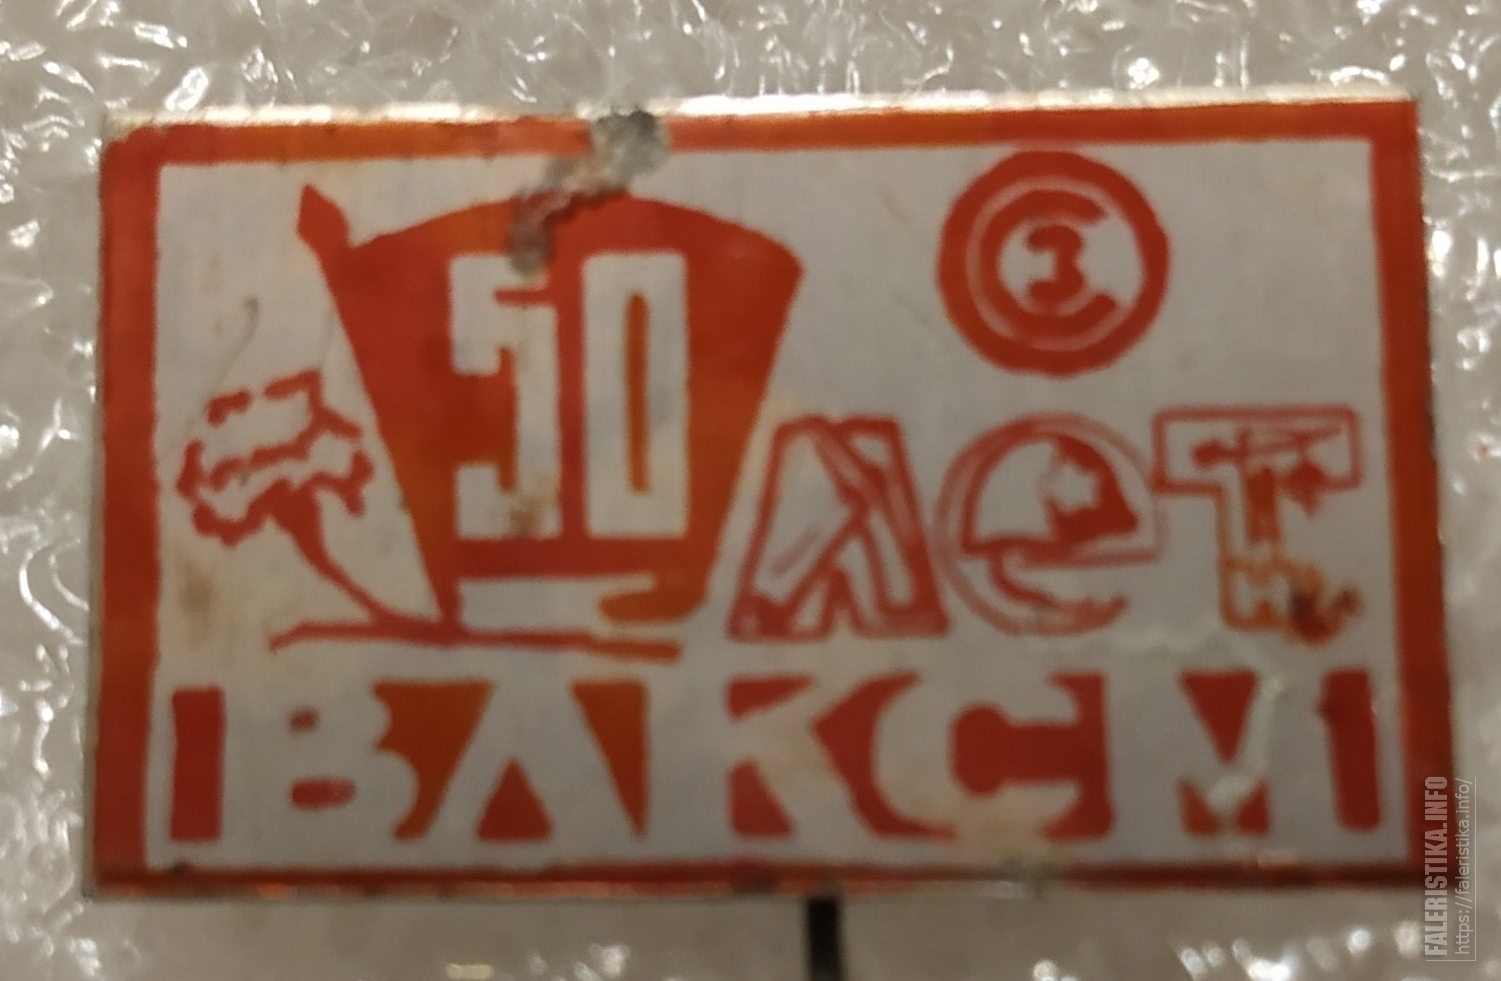 50
лет
ВЛКСМ
FALERISTIKA.INFO
https://faleristika.info/